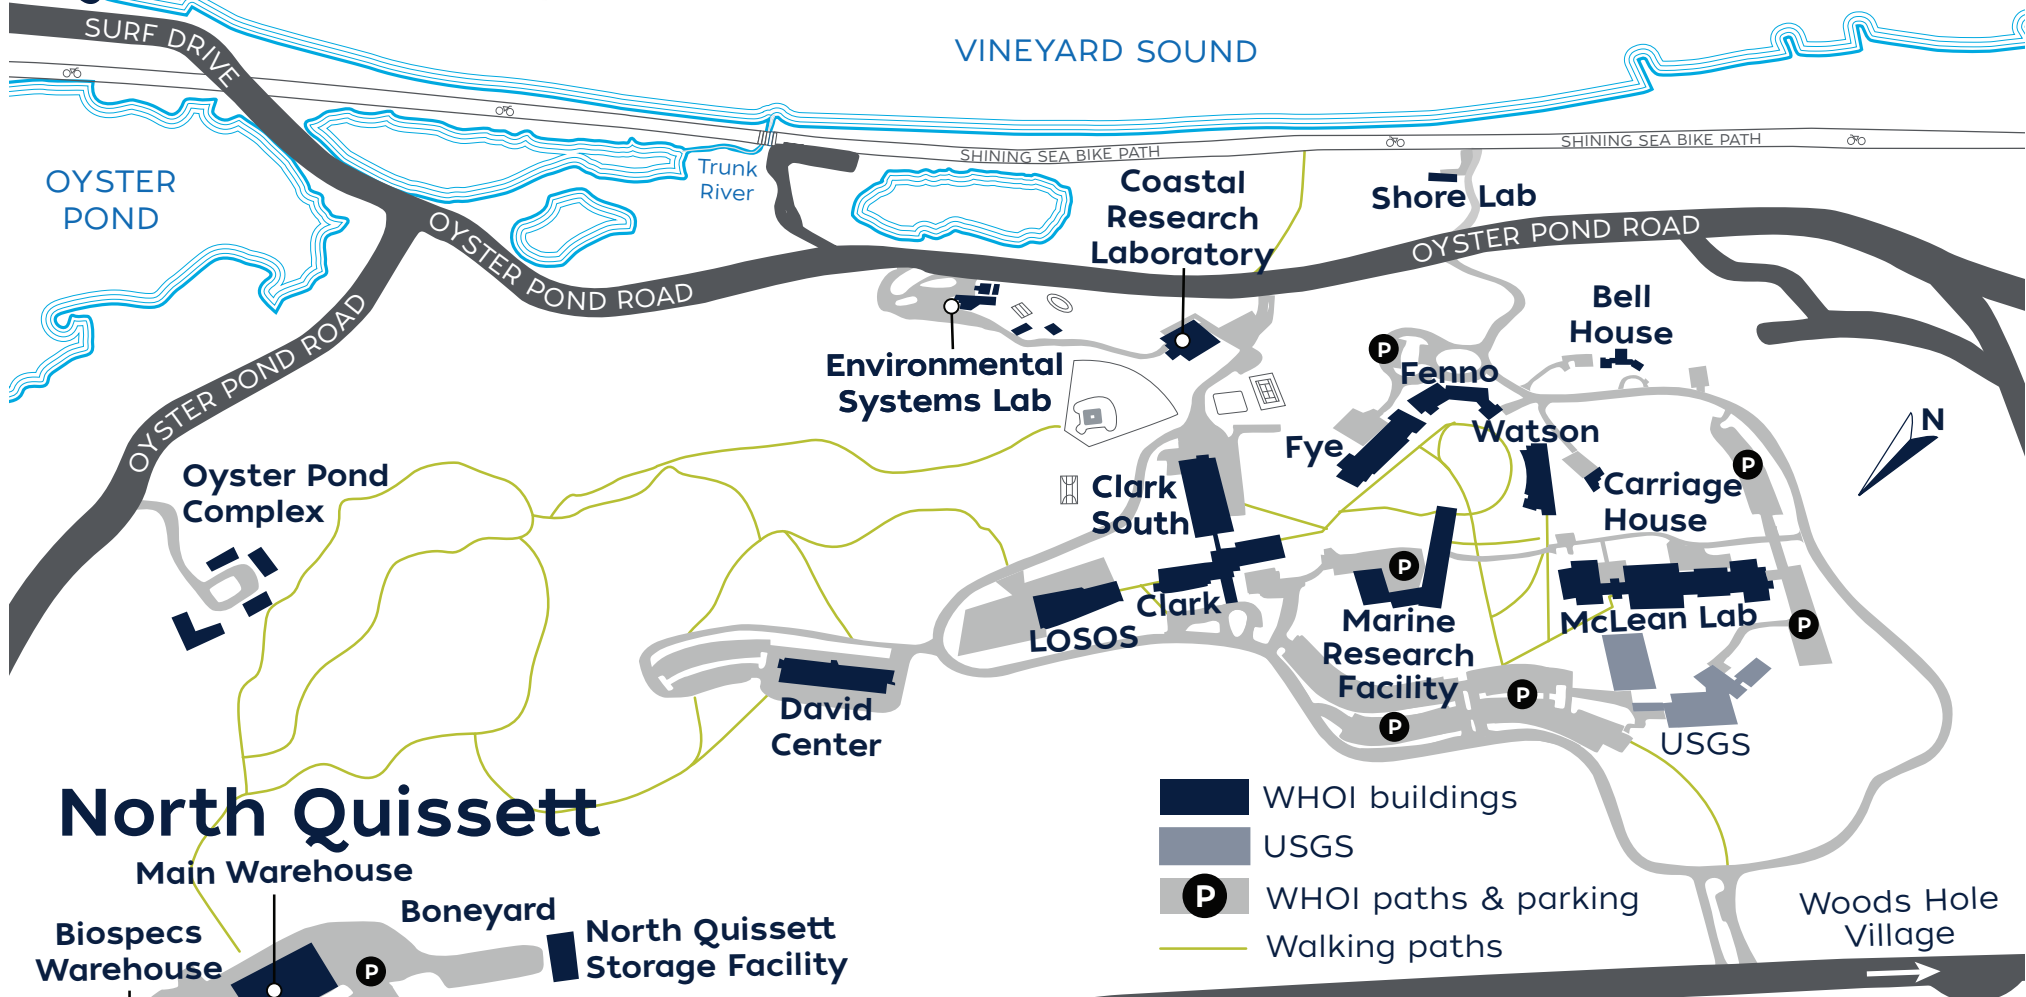 SURF DRIVE
VINEYARD SOUND
OYSTER
POND
Trunk
River
SHINING SEA BIKE PATH
SHINING SEA BIKE PATH
Coastal
Research
Laboratory
Shore Lab
OYSTER POND ROAD
OYSTER POND ROAD
OYSTER POND ROAD
Bell
House
P
Environmental
Systems Lab
Fenno
Fye
Watson
N
P
Oyster Pond
Complex
Clark
South
Carriage
House
P
Clark
LOSOS
Marine
Research
Facility
McLean Lab
P
David
Center
P
P
USGS
North Quissett
Main Warehouse
Boneyard
Biospecs
Warehouse
P
North Quissett
Storage Facility
WHOI buildings
USGS
P WHOI paths & parking
Walking paths
Woods Hole
Village